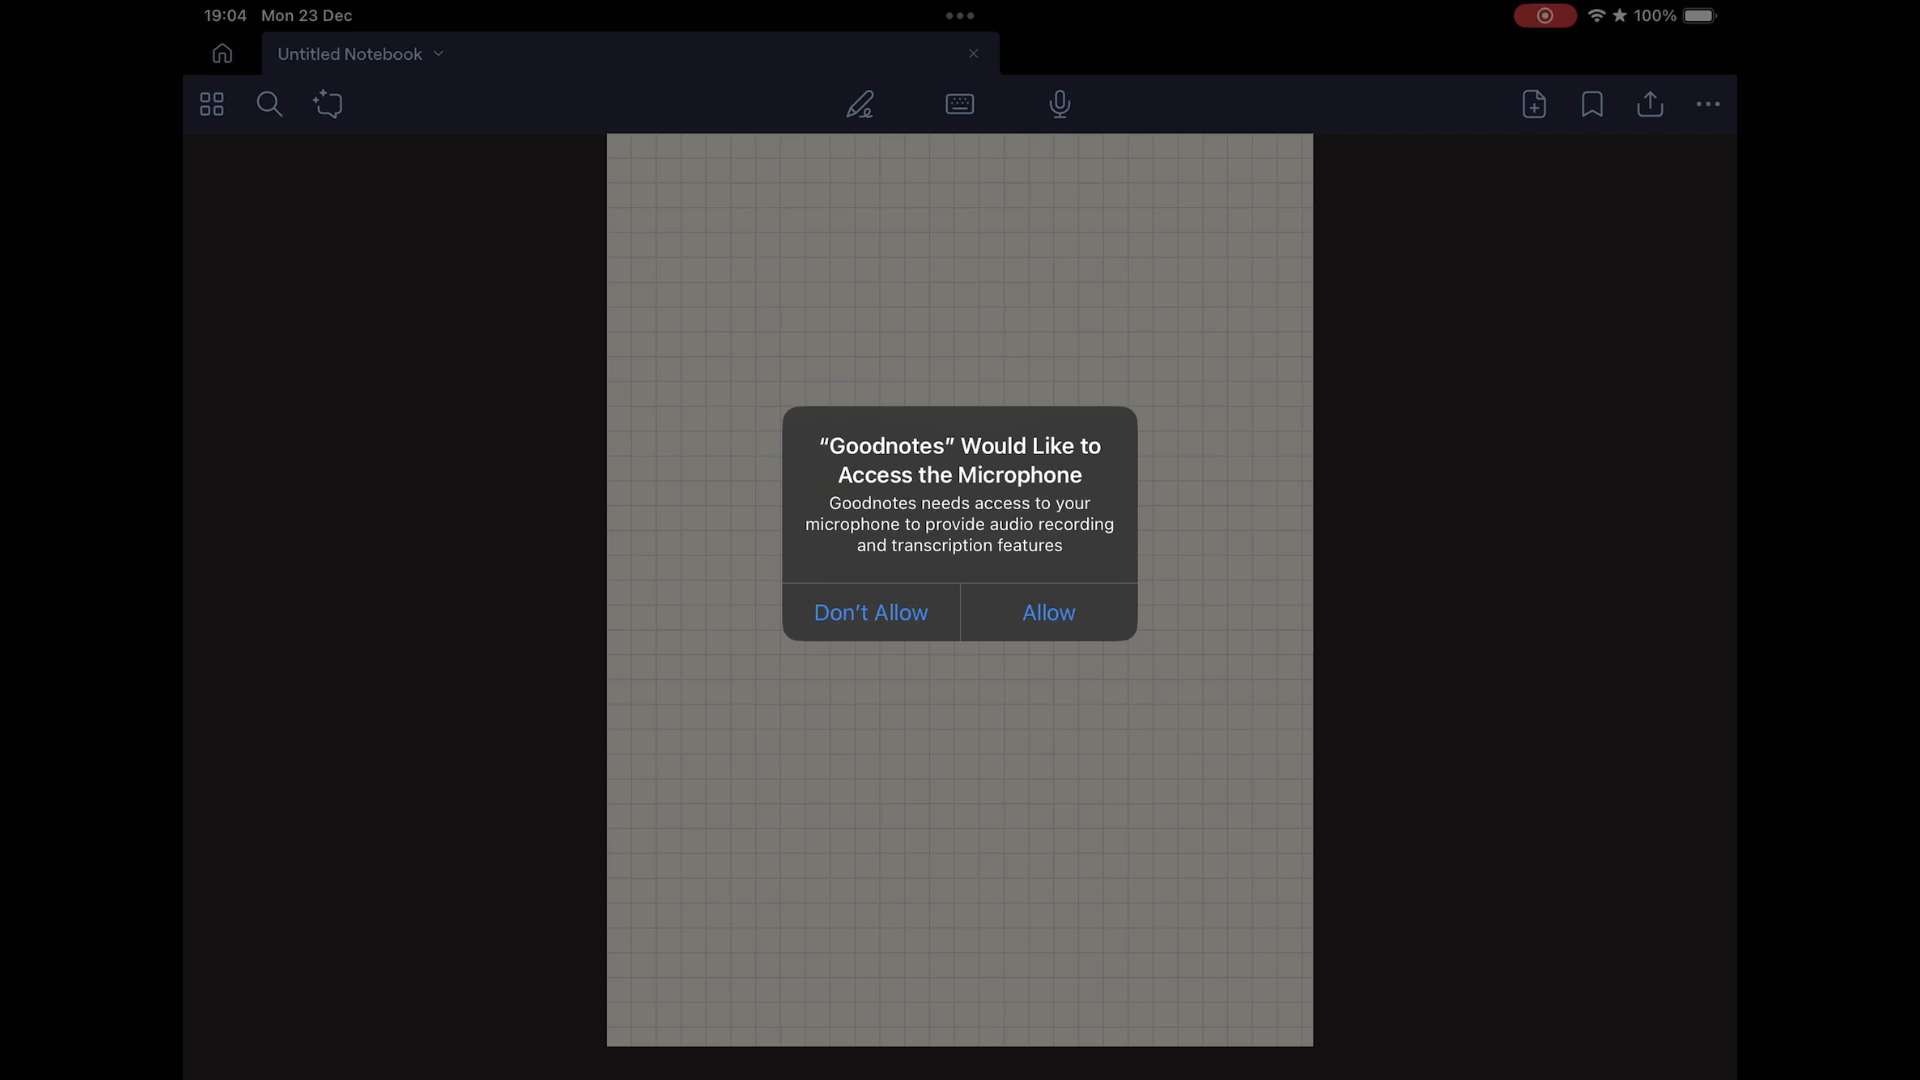 19:04 Mon 23 Dec
100%
Untitled Notebook
“Goodnotes” Would Like to
Access the Microphone
Goodnotes needs access to your
microphone to provide audio recording
and transcription features
Don’t Allow
Allow